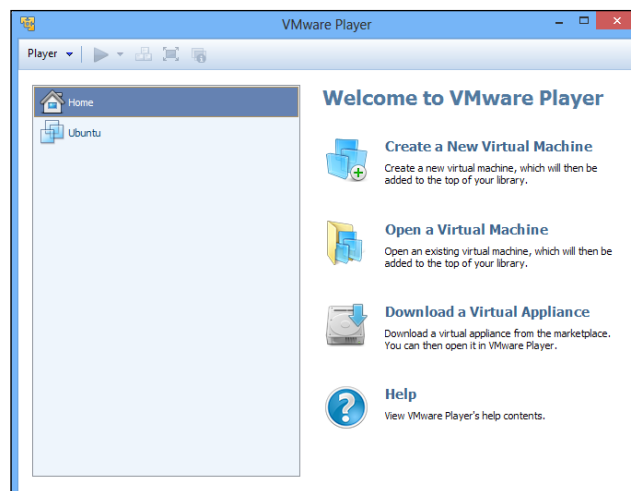 VMware Player
Player
Home
Ubuntu
Welcome to VMware Player
Create a New Virtual Machine
Create a new virtual machine, which will then be
added to the top of your library.
Open a Virtual Machine
Open an existing virtual machine, which will then be
added to the top of your library.
Download a Virtual Appliance
Download a virtual appliance from the marketplace.
You can then open it in VMware Player.
Help
View VMware Player's help contents.